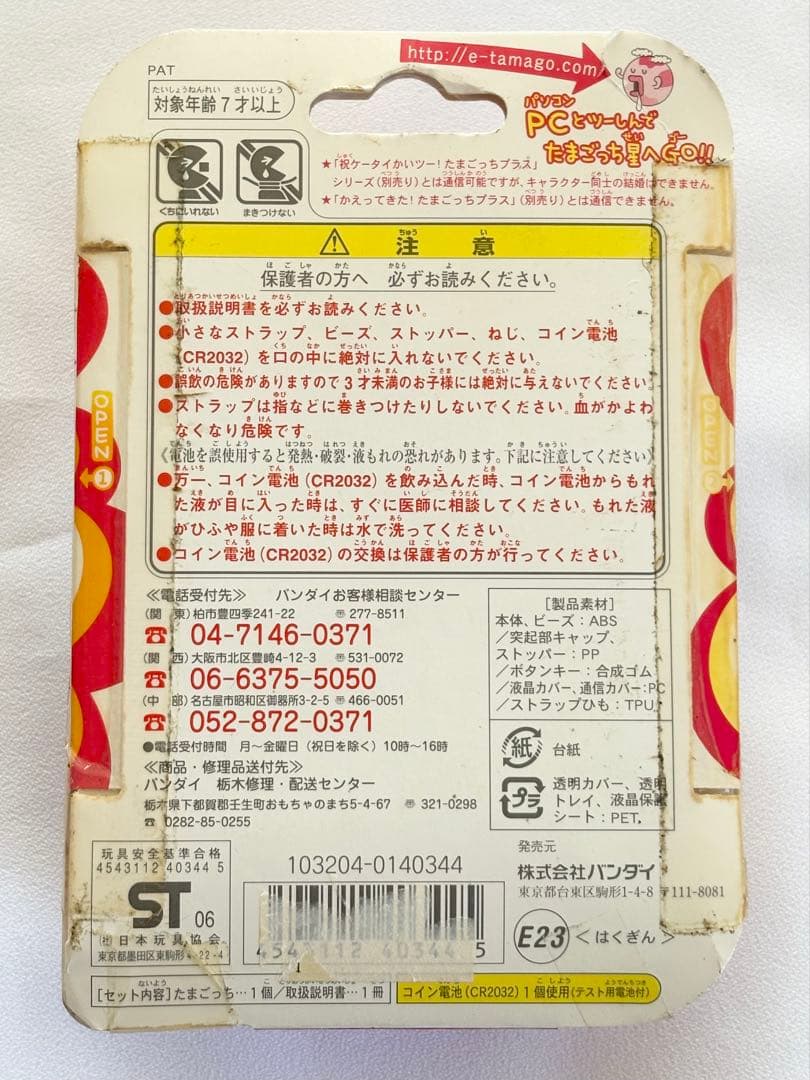 http://e-tamago.com/
PAT
対象年齢7才以上
パソコン
PCとツーしんで
たまごっち星へGO!!
くちにいれない
まきつけない
★「祝ケータイかいツー!たまごっちプラス」
シリーズ(別売り)とは通信可能ですが、キャラクター同士の結婚はできません。
★「かえってきた!たまごっちプラス」(別売り)とは通信できません。
注意
保護者の方へ 必ずお読みください。
●取扱説明書を必ずお読みください。
●小さなストラップ、ビーズ、ストッパー、ねじ、コイン電池
(CR2032)を口の中に絶対に入れないでください。
●誤飲の危険がありますので3才未満のお子様には絶対に与えないでください。
●ストラップは指などに巻きつけたりしないでください。血がかよわ
なくなり危険です。
《電池を誤使用すると発熱・破裂・液もれの恐れがあります。下記に注意してください》
●万一、コイン電池(CR2032)を飲み込んだ時、コイン電池からもれ
た液が目に入った時は、すぐに医師に相談してください。もれた液
がひふや服に着いた時は水で洗ってください。
●コイン電池(CR2032)の交換は保護者の方が行ってください。
OPEN
1
OPEN
≪電話受付先≫ バンダイお客様相談センター
(関 東)柏市豊四季241-22 〒277-8511
☎ 04-7146-0371
(関 西)大阪市北区豊崎4-12-3 〒531-0072
☎ 06-6375-5050
(中 部)名古屋市昭和区御器所3-2-5 〒466-0051
☎ 052-872-0371
●電話受付時間 月～金曜日(祝日を除く)10時～16時
≪商品・修理品送付先≫
バンダイ 栃木修理・配送センター
栃木県下都賀郡壬生町おもちゃのまち5-4-67 〒321-0298
☎ 0282-85-0255
[製品素材]
本体、ビーズ:ABS
/突起部キャップ、
ストッパー:PP
/ボタンキー:合成ゴム
/液晶カバー、通信カバー:PC
/ストラップひも:TPU
紙 台紙
プラ
透明カバー、透明
トレイ、液晶保護
シート:PET
玩具安全基準合格
4543112 40344 5
ST 06
(社)日本玩具協会
東京都墨田区東駒形4-22-4
103204-0140344
4543112 403445
発売元
株式会社バンダイ
東京都台東区駒形1-4-8 〒111-8081
E23 <はくぎん>
[セット内容]たまごっち…1個/取扱説明書…1冊
コイン電池(CR2032)1個使用(テスト用電池付)